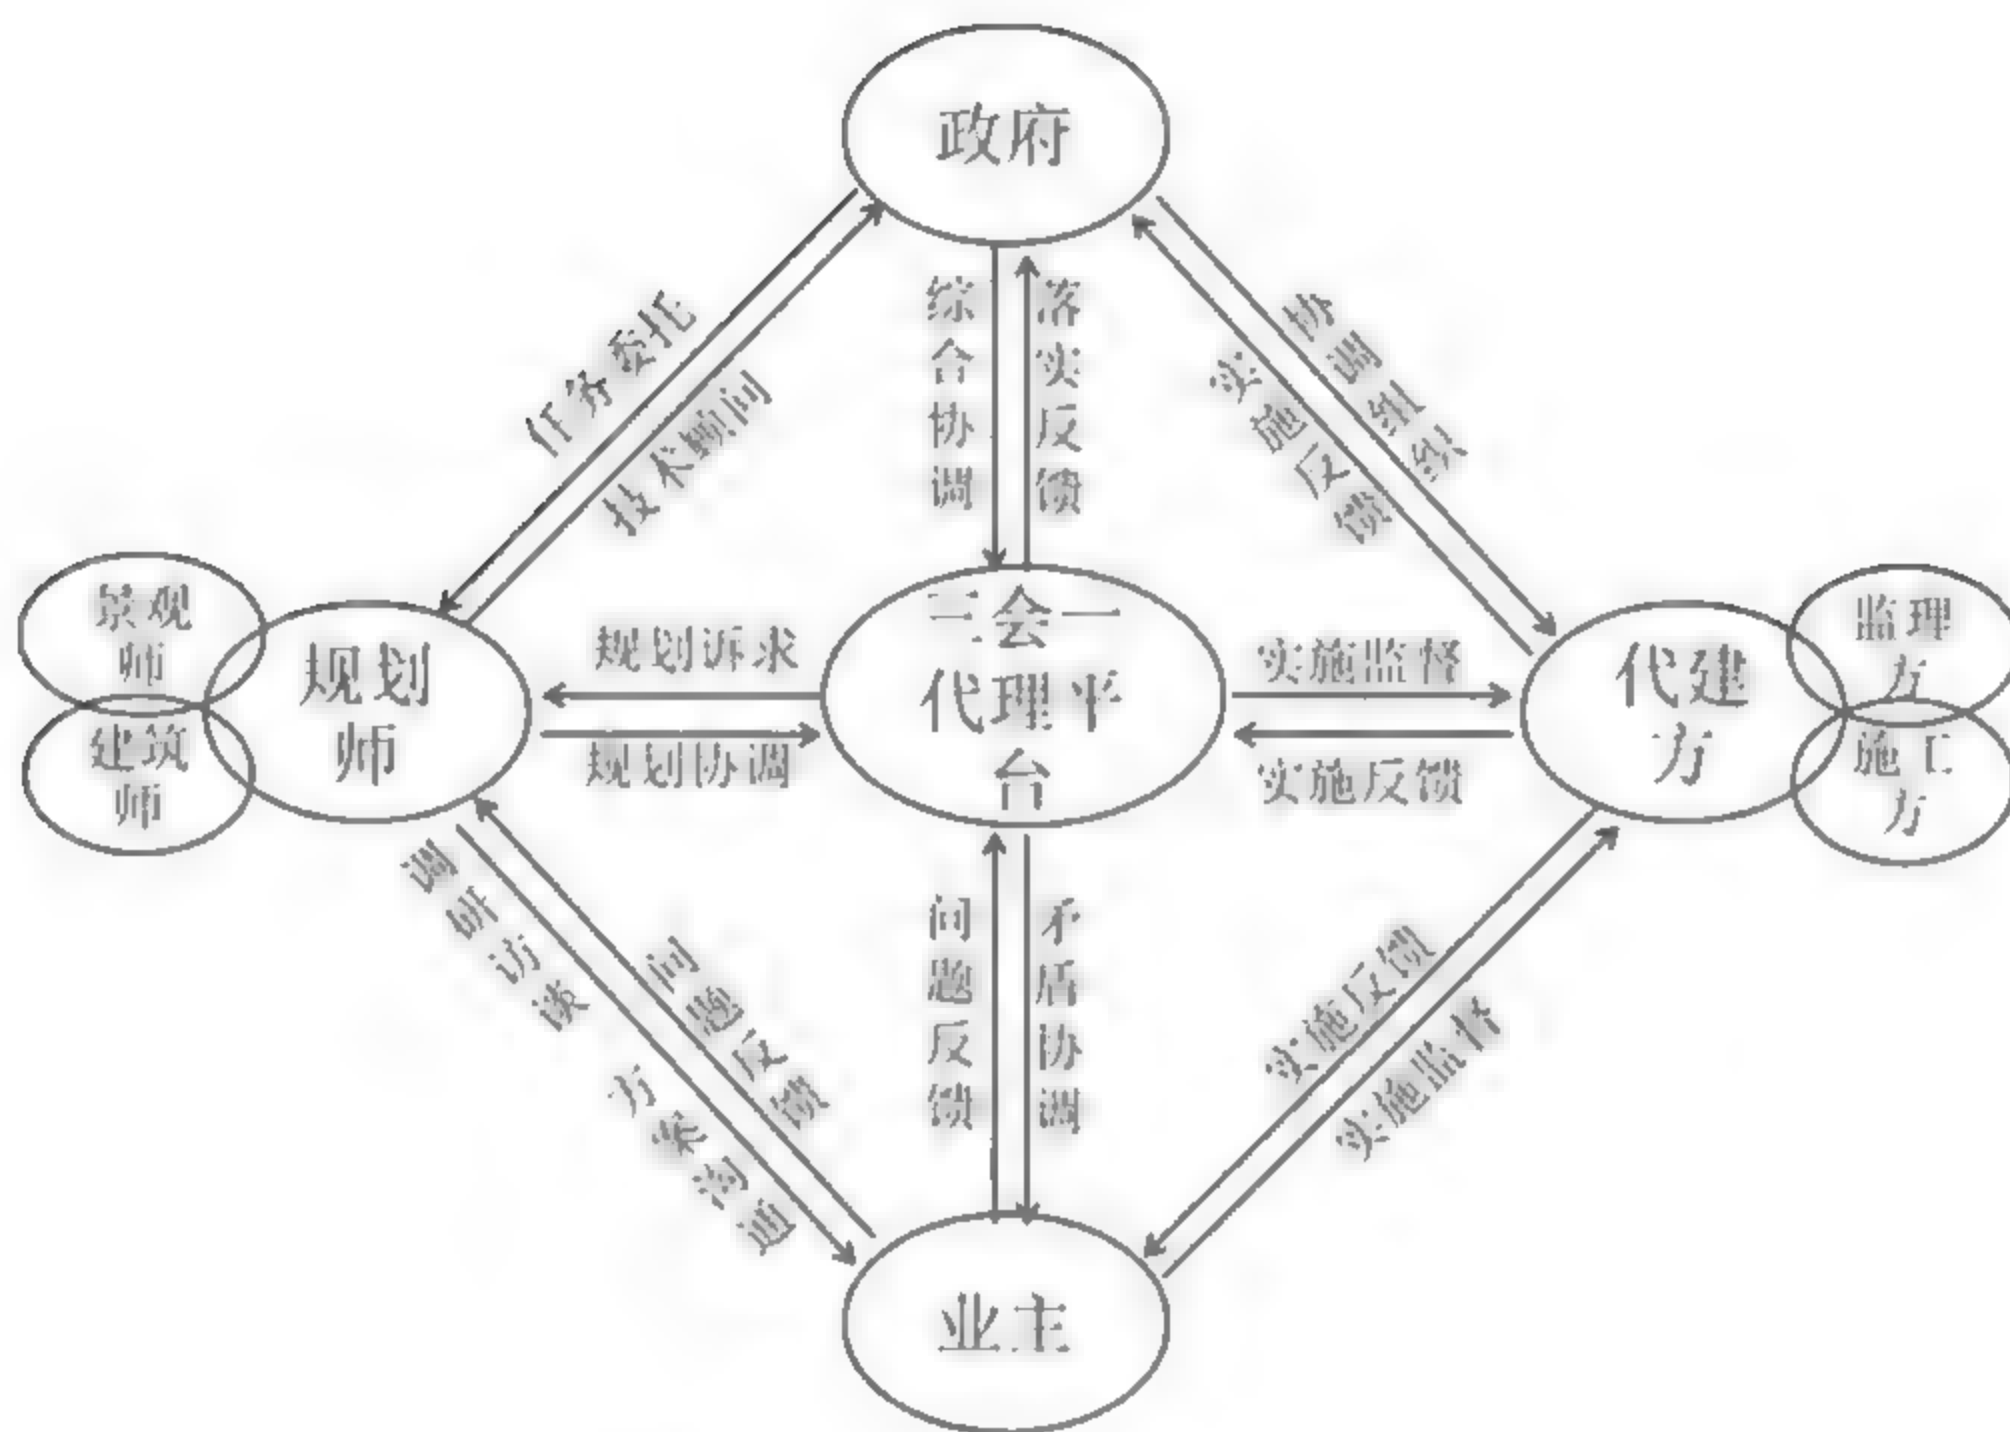 政府
任务委托
技术顾问
综合协调
落实反馈
协调组织
实施反馈
景观
师
建筑
师
规划
师
规划诉求
规划协调
三会一
代理平
台
实施监督
实施反馈
代建
方
监理
方
施工
方
调研访谈 方案沟通
问题反馈
问题反馈
矛盾协调
实施反馈
实施监督
业主